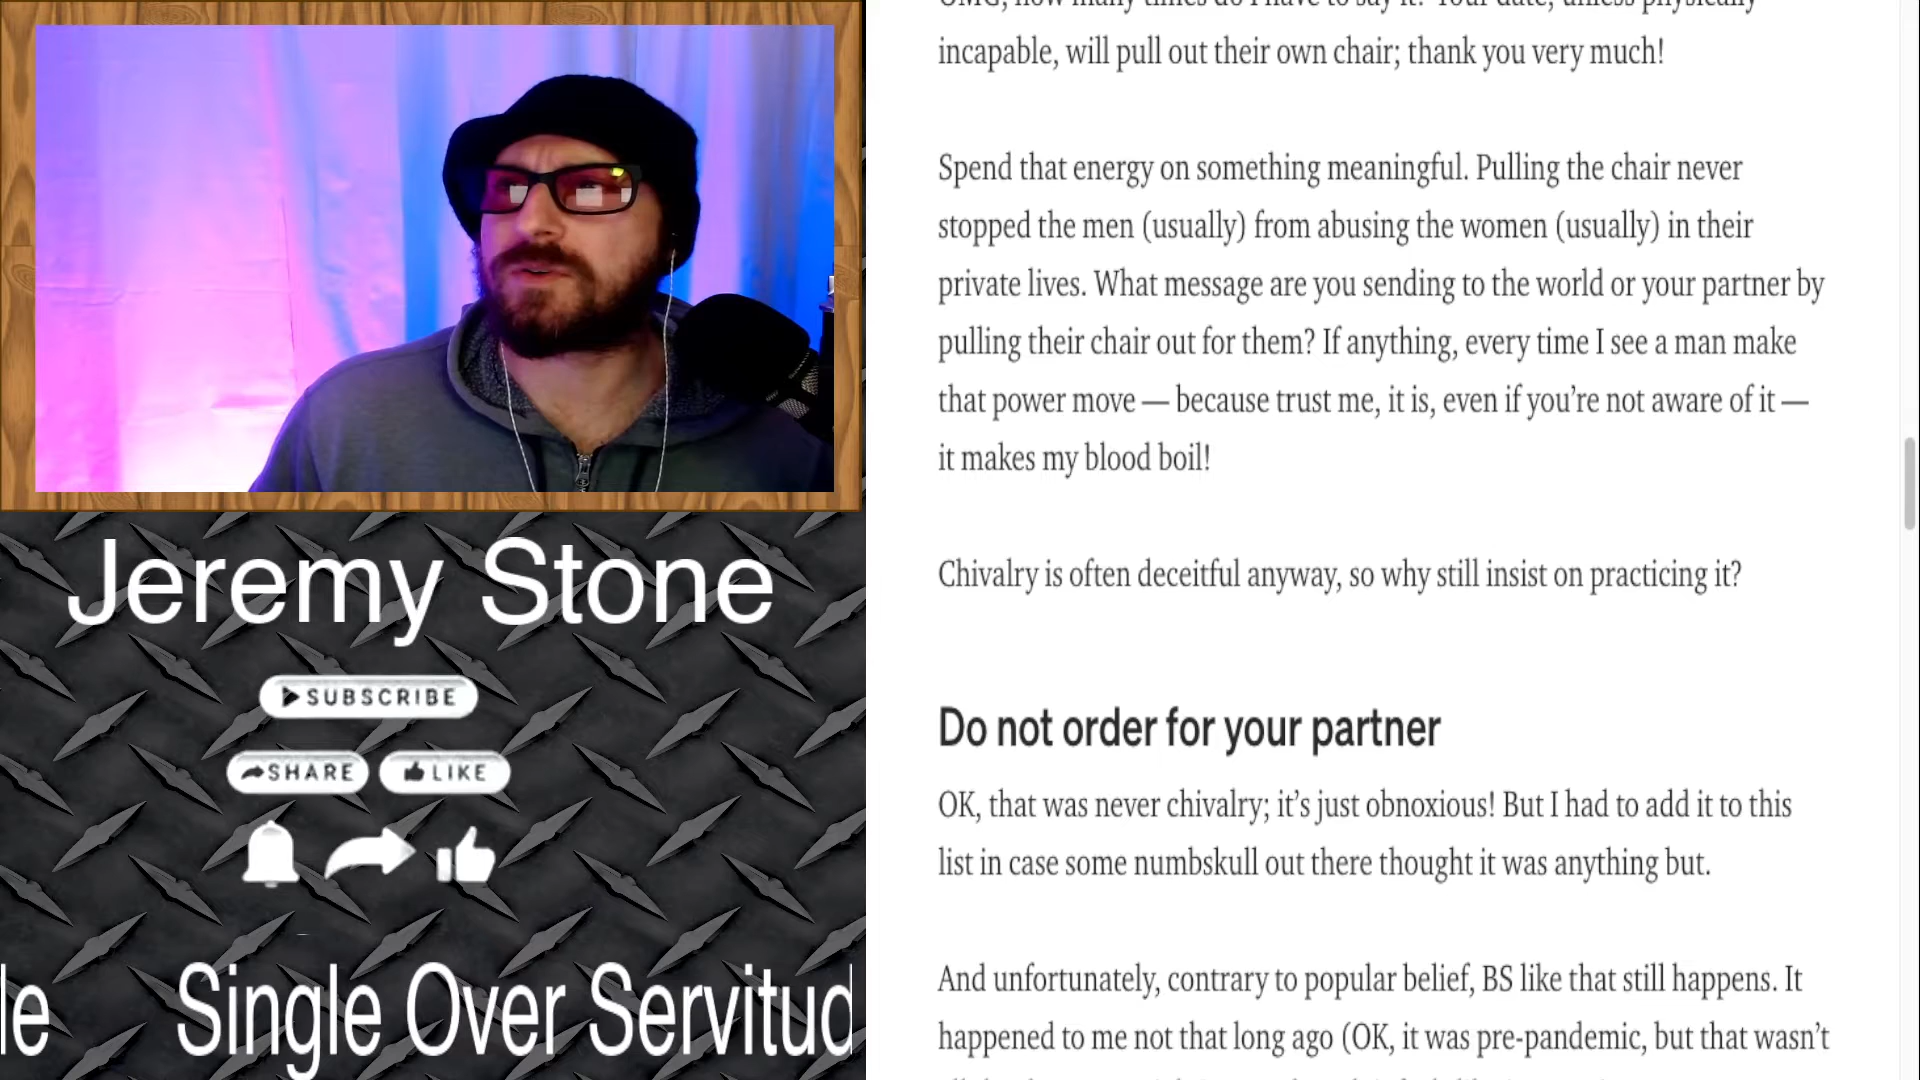 Jeremy Stone
SUBSCRIBE
SHARE
LIKE
le Single Over Servitud
incapable, will pull out their own chair; thank you very much!
Spend that energy on something meaningful. Pulling the chair never
stopped the men (usually) from abusing the women (usually) in their
private lives. What message are you sending to the world or your partner by
pulling their chair out for them? If anything, every time I see a man make
that power move — because trust me, it is, even if you’re not aware of it —
it makes my blood boil!
Chivalry is often deceitful anyway, so why still insist on practicing it?
Do not order for your partner
OK, that was never chivalry; it’s just obnoxious! But I had to add it to this
list in case some numbskull out there thought it was anything but.
And unfortunately, contrary to popular belief, BS like that still happens. It
happened to me not that long ago (OK, it was pre-pandemic, but that wasn’t